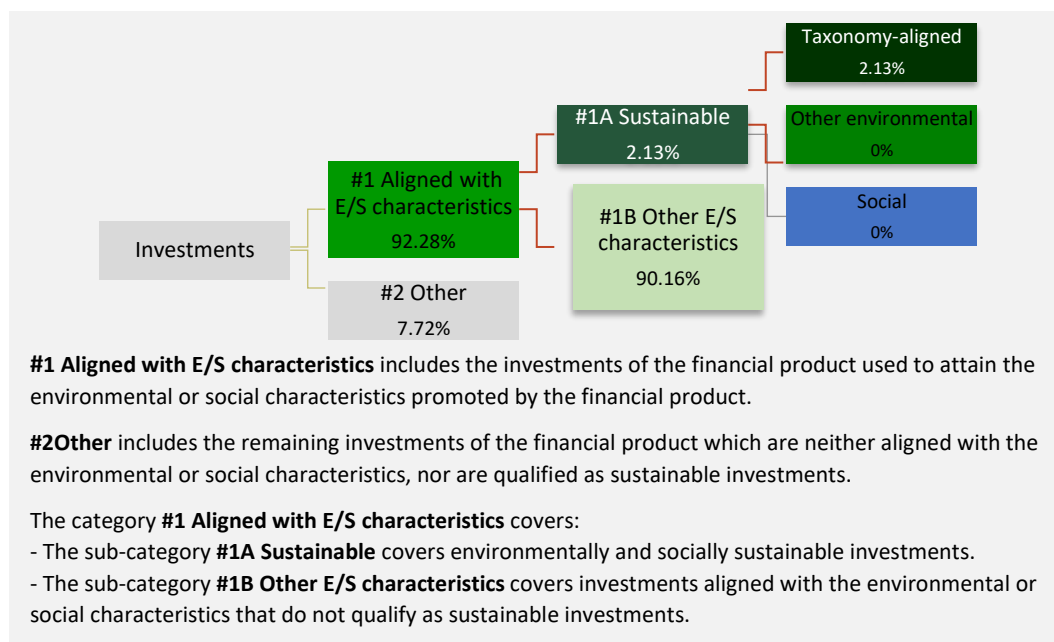 Taxonomy-aligned
2.13%
#1A Sustainable
2.13%
Other environmental
0%
#1 Aligned with
E/S characteristics
92.28%
#1B Other E/S
characteristics
90.16%
Social
0%
Investments
#2 Other
7.72%
#1 Aligned with E/S characteristics includes the investments of the financial product used to attain the
environmental or social characteristics promoted by the financial product.
#2Other includes the remaining investments of the financial product which are neither aligned with the
environmental or social characteristics, nor are qualified as sustainable investments.
The category #1 Aligned with E/S characteristics covers:
- The sub-category #1A Sustainable covers environmentally and socially sustainable investments.
- The sub-category #1B Other E/S characteristics covers investments aligned with the environmental or
social characteristics that do not qualify as sustainable investments.